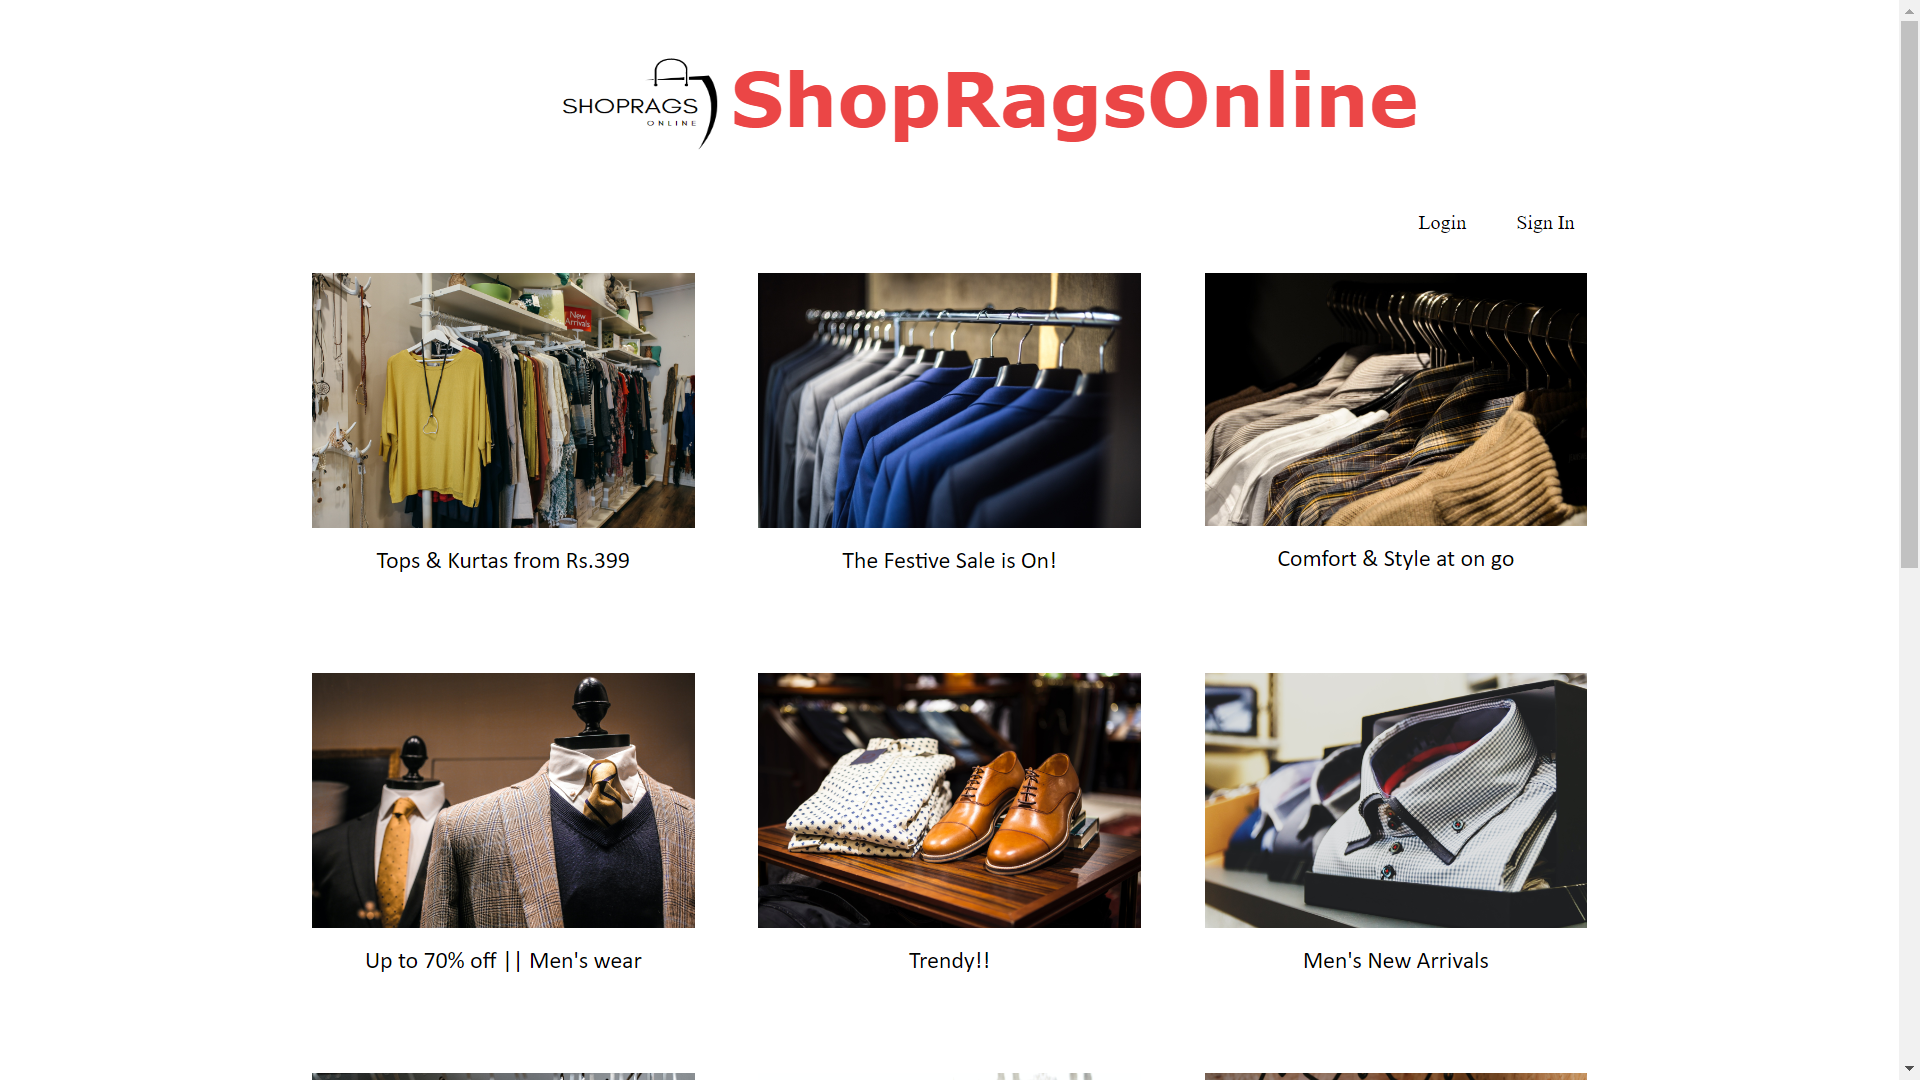 SHOPRAGS
ONLINE
ShopRagsOnline
Login
Sign In
New
Arrivals
Tops & Kurtas from Rs.399
The Festive Sale is On!
Comfort & Style at on go
Up to 70% off || Men's wear
Trendy!!
Men's New Arrivals